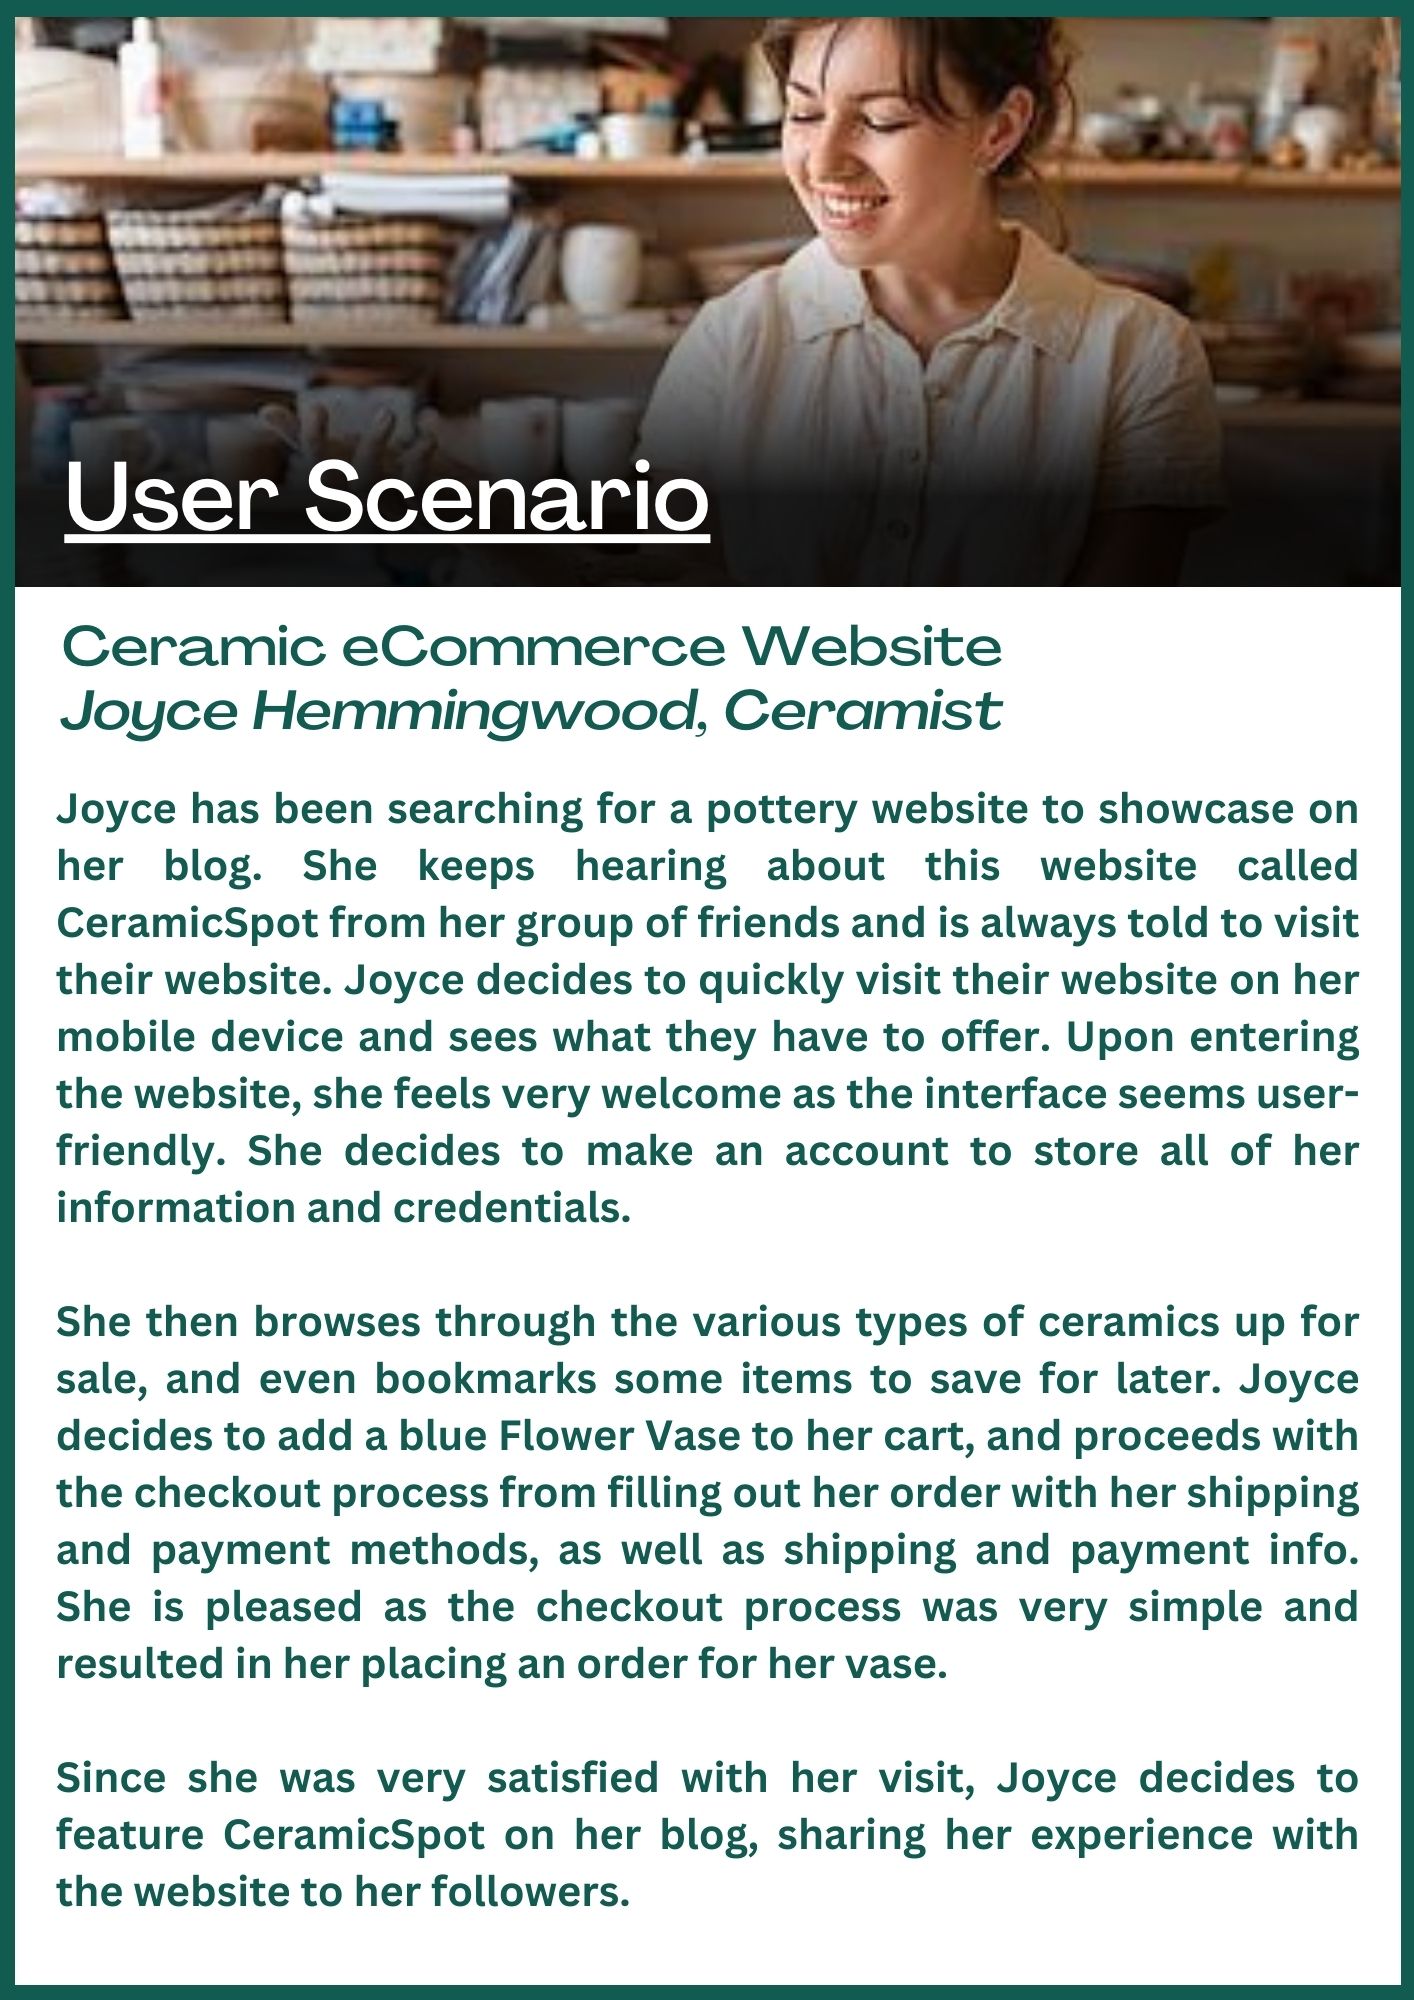 User Scenario
Ceramic eCommerce Website
Joyce Hemmingwood, Ceramist
Joyce has been searching for a pottery website to showcase on
her blog. She keeps hearing about this website called
CeramicSpot from her group of friends and is always told to visit
their website. Joyce decides to quickly visit their website on her
mobile device and sees what they have to offer. Upon entering
the website, she feels very welcome as the interface seems user-
friendly. She decides to make an account to store all of her
information and credentials.
She then browses through the various types of ceramics up for
sale, and even bookmarks some items to save for later. Joyce
decides to add a blue Flower Vase to her cart, and proceeds with
the checkout process from filling out her order with her shipping
and payment methods, as well as shipping and payment info.
She is pleased as the checkout process was very simple and
resulted in her placing an order for her vase.
Since she was very satisfied with her visit, Joyce decides to
feature CeramicSpot on her blog, sharing her experience with
the website to her followers.